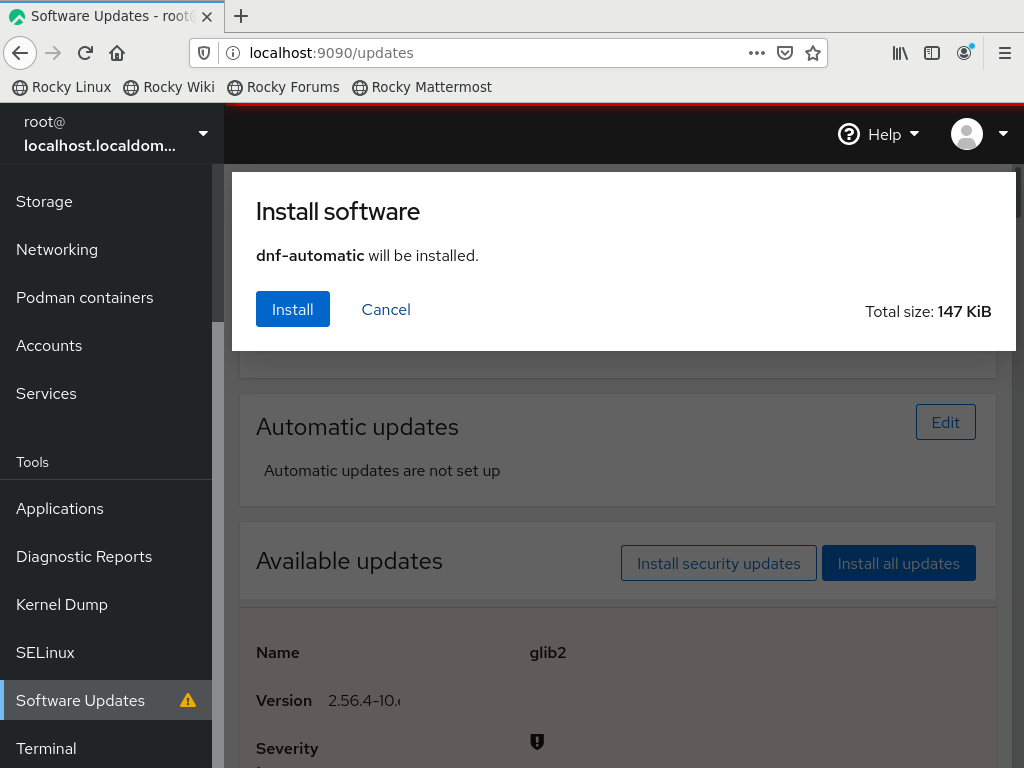 Software Updates - root@
localhost:9090/updates
Rocky Linux
Rocky Wiki
Rocky Forums
Rocky Mattermost
root@
localhost.localdom...
Help
Storage
Networking
Podman containers
Accounts
Services
Tools
Applications
Diagnostic Reports
Kernel Dump
SELinux
Software Updates
Terminal
Install software
dnf-automatic will be installed.
Install
Cancel
Total size: 147 KiB
Automatic updates
Edit
Automatic updates are not set up
Available updates
Install security updates
Install all updates
Name
glib2
Version
2.56.4-10.
Severity